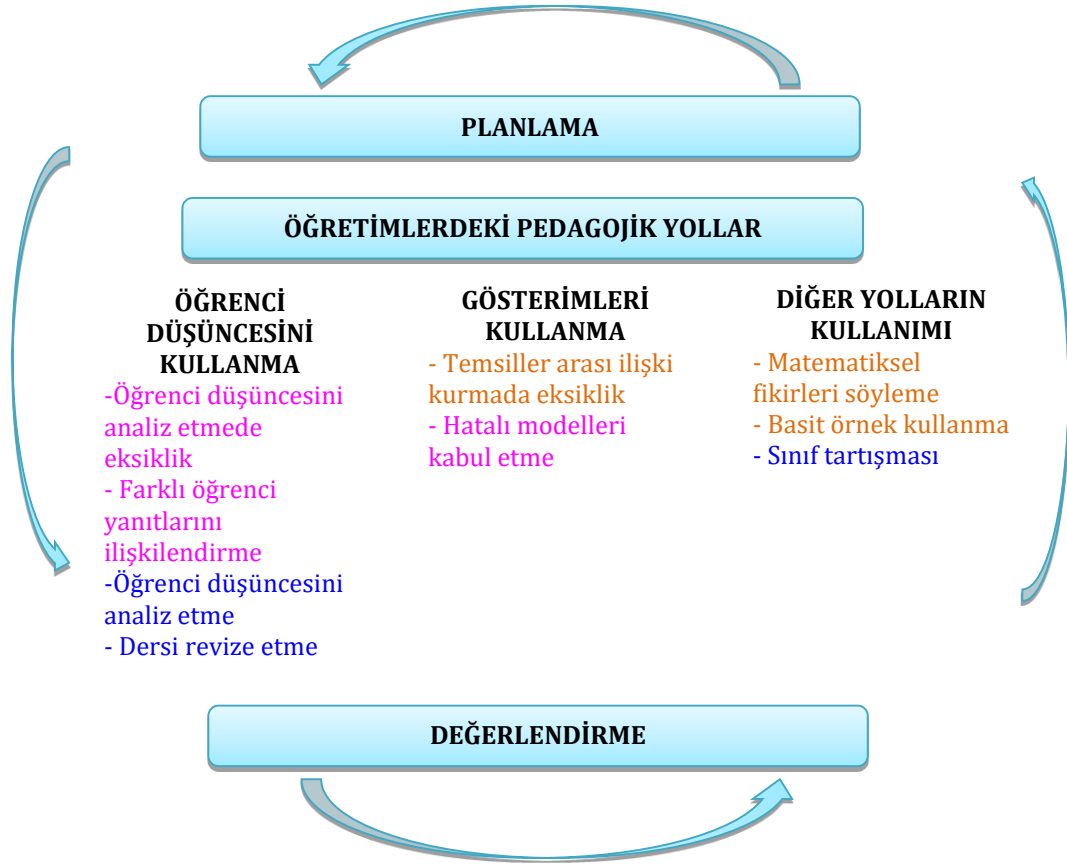 PLANLAMA
ÖĞRETİMLERDEKİ PEDAGOJİK YOLLAR
ÖĞRENCİ
DÜŞÜNCESİNİ
KULLANMA
-Öğrenci düşüncesini
analiz etmede
eksiklik
- Farklı öğrenci
yanıtlarını
ilişkilendirme
-Öğrenci düşüncesini
analiz etme
- Dersi revize etme
GÖSTERİMLERİ
KULLANMA
- Temsiller arası ilişki
kurmada eksiklik
- Hatalı modelleri
kabul etme
DİĞER YOLLARIN
KULLANIMI
- Matematiksel
fikirleri söyleme
- Basit örnek kullanma
- Sınıf tartışması
DEĞERLENDİRME